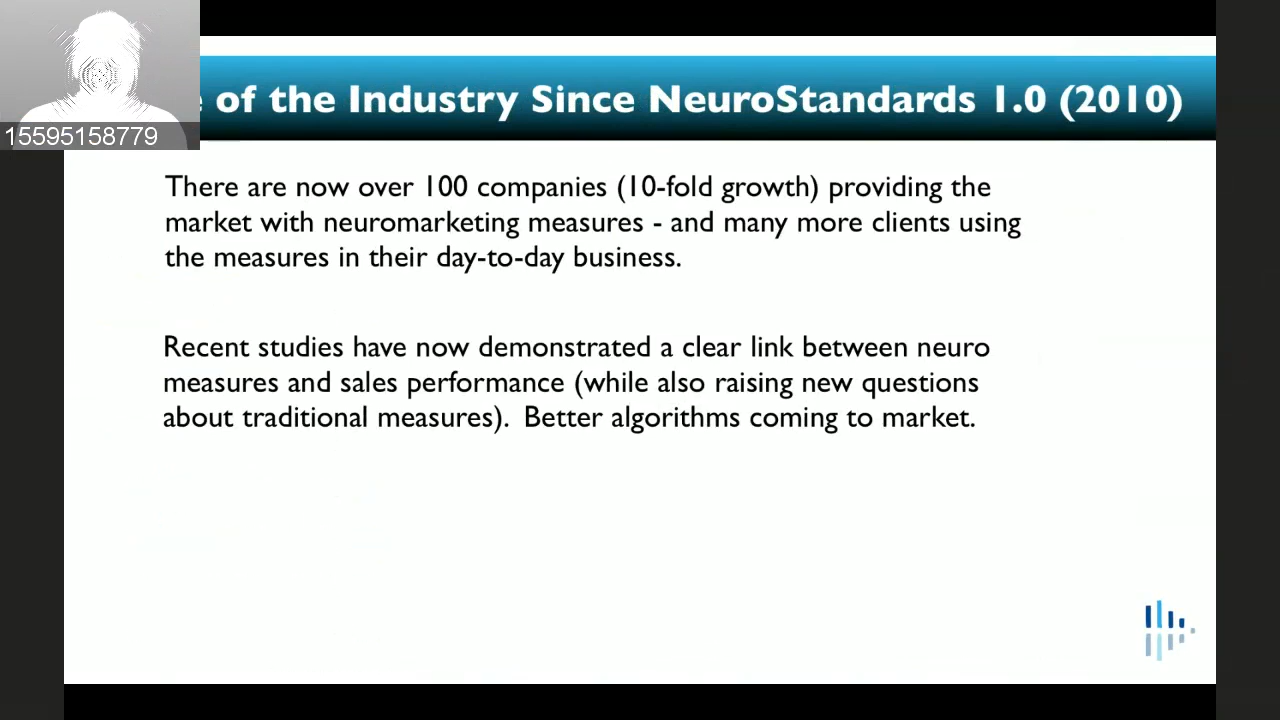 of the Industry Since NeuroStandards 1.0 (2010)
15595158779
There are now over 100 companies (10-fold growth) providing the
market with neuromarketing measures - and many more clients using
the measures in their day-to-day business.
Recent studies have now demonstrated a clear link between neuro
measures and sales performance (while also raising new questions
about traditional measures). Better algorithms coming to market.